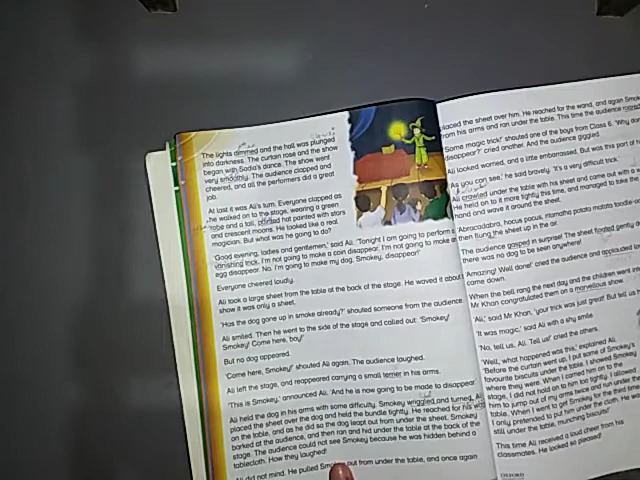 The lights dimmed and the hall was plunged
into darkness. The curtain rose and the show
began with Sadia's dance. The show went
very smoothly. The audience clapped and
cheered, and all the performers did a great
job.
At last it was Ali's turn. Everyone clapped as
he walked on to the stage, wearing a green
robe and a tall, pointed hat painted with stars
and crescent moons. He looked like a real
magician. But what was he going to do?
'Good evening, ladies and gentlemen,' said Ali. 'Tonight I am going to perform a
vanishing trick. I'm not going to make a coin disappear. I'm not going to make an
egg disappear. No. I'm going to make my dog, Smokey, disappear!'
Everyone cheered loudly.
Ali took a large sheet from the table at the back of the stage. He waved it about
show it was only a sheet.
'Has the dog gone up in smoke already?' shouted someone from the audience.
Ali smiled. Then he went to the side of the stage and called out: 'Smokey!
Smokey! Come here, boy!'
But no dog appeared.
'Come here, Smokey!' shouted Ali again. The audience laughed.
Ali left the stage, and reappeared carrying a small terrier in his arms.
'This is Smokey,' announced Ali. 'And he is now going to be made to disappear.
Ali held the dog in his arms with some difficulty. Smokey wriggled and turned. Ali
placed the sheet over the dog and held the bundle tightly. He reached for his
on the table, and as he did so the dog leapt out from under the sheet. Smokey
barked at the audience, and then ran and hid under the table at the back of the
stage. The audience could not see Smokey because he was hidden behind a
tablecloth. How they laughed!
Ali did not mind. He pulled Smokey out from under the table, and once again
placed the sheet over him. He reached for the wand, and again
from his arms and ran under the table. This time the audience
Some magic trick!' shouted one of the boys from Class 6. 'Why
disappear?' cried another. And the audience giggled.
Ali looked worried, and a little embarrassed. But this was part of
As you can see,' he said bravely. 'It's a very difficult trick.'
Ali crawled under the table with his sheet and came out with a
He held on to it more tightly this time, and managed to take the
hand and wave it around the sheet.
Abracadabra, hocus pocus,
then flung the sheet up in the air.
The audience gasped in surprise! The sheet floated gently
there was no dog to be seen anywhere!
Amazing! Well done!' cried the audience and applauded
came down.
When the bell rang the next day and the children went
Mr Khan congratulated them on a marvellous show.
'Ali,' said Mr Khan, 'your trick was just great! But tell us
'It was magic,' said Ali with a shy smile.
'No, tell us, Ali. Tell us!' cried the others.
'Well, what happened was this,' explained Ali.
'Before the curtain went up, I put some of Smokey's
favourite biscuits under the table. I showed Smokey
where they were. When I carried him on to the
stage, I did not hold on to him too tightly. I allowed
him to jump out of my arms twice and run under the
table. When I went to get Smokey for the third time
I only pretended to put him under the cloth. He was
still under the table, munching biscuits!'
This time Ali received a loud cheer from his
classmates. He looked so pleased!
OXFORD